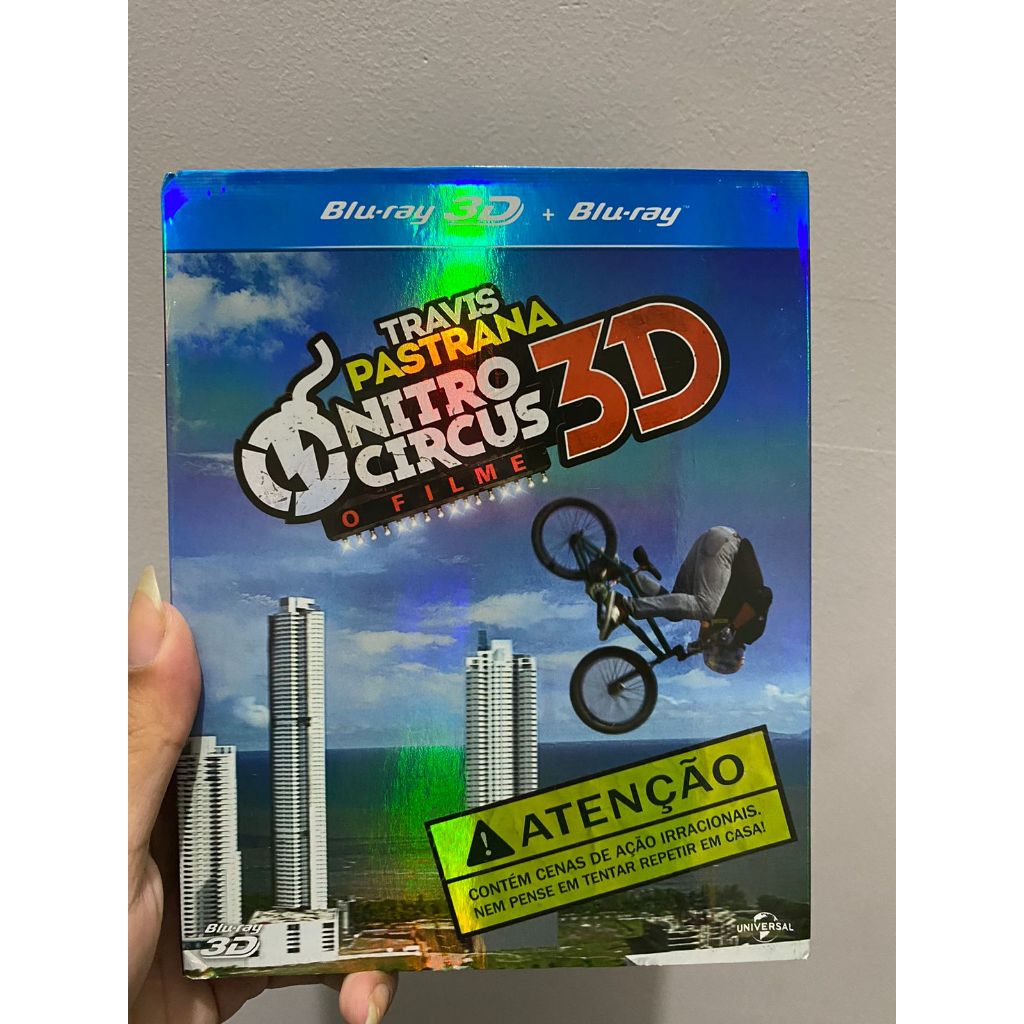 Blu-ray 3D + Blu-ray™
TRAVIS
PASTRANA
NITRO
CIRCUS
3D
O FILME
ATENÇÃO
CONTÉM CENAS DE AÇÃO IRRACIONAIS.
NEM PENSE EM TENTAR REPETIR EM CASA!
Blu-ray
3D
UNIVERSAL